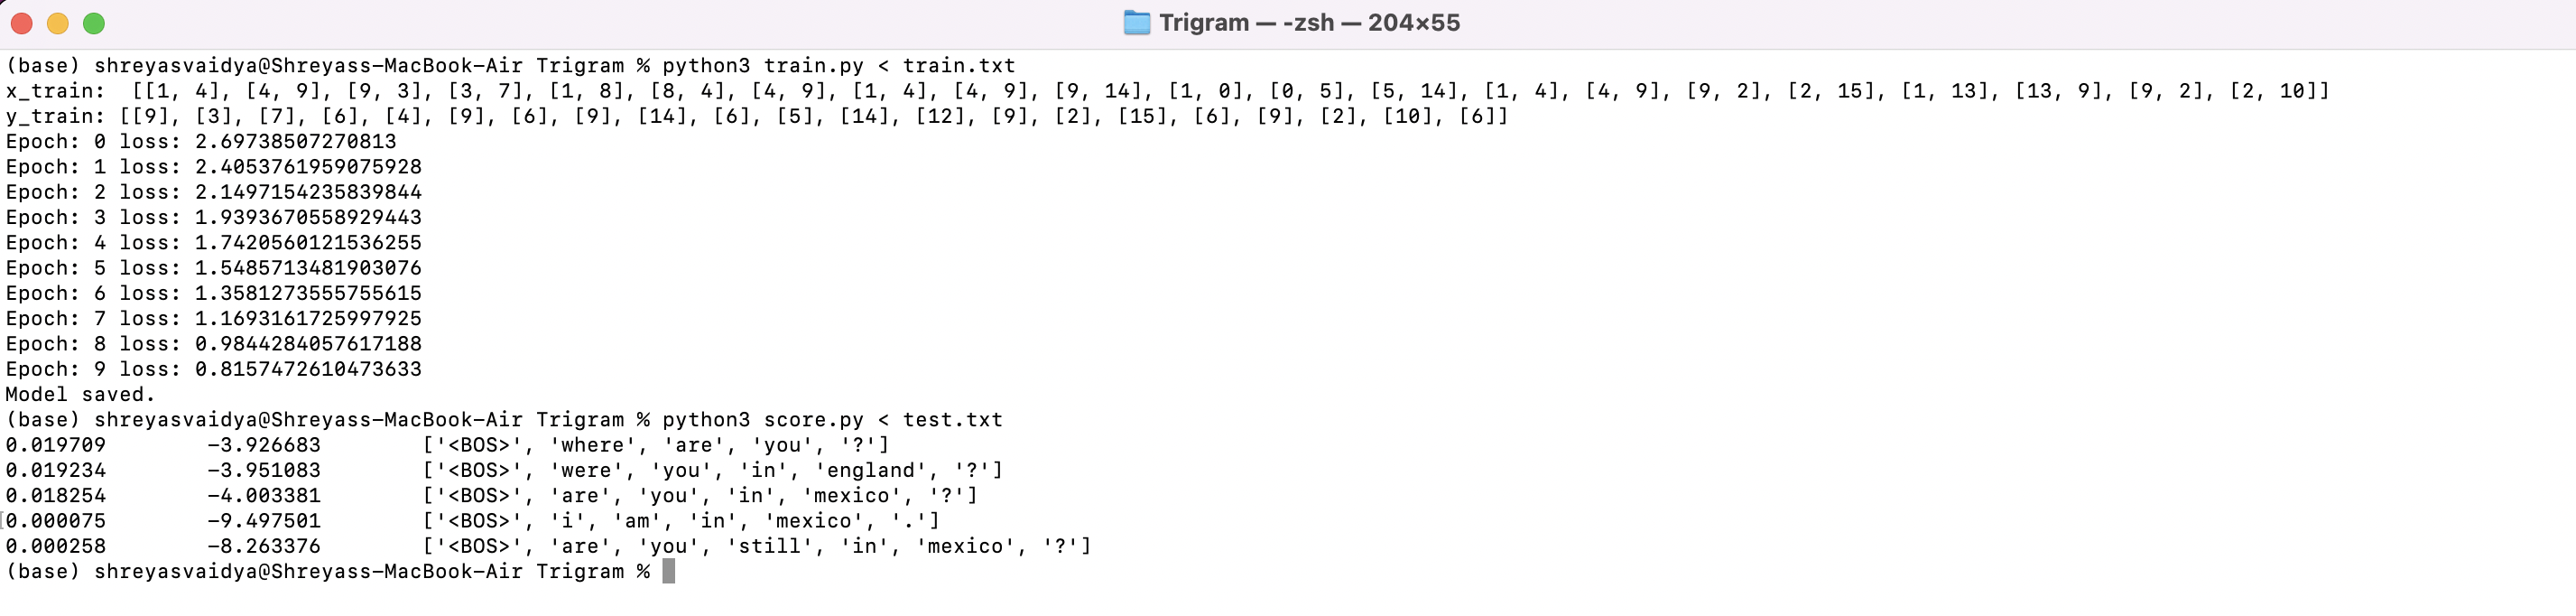 Trigram — -zsh — 204×55
(base) shreyasvaidya@Shreyass-MacBook-Air Trigram % python3 train.py < train.txt
x_train:  [[1, 4], [4, 9], [9, 3], [3, 7], [1, 8], [8, 4], [4, 9], [1, 4], [4, 9], [9, 14], [1, 0], [0, 5], [5, 14], [1, 4], [4, 9], [9, 2], [2, 15], [1, 13], [13, 9], [9, 2], [2, 10]]
y_train: [[9], [3], [7], [6], [4], [9], [6], [9], [14], [6], [5], [14], [12], [9], [2], [15], [6], [9], [2], [10], [6]]
Epoch: 0 loss: 2.69738507270813
Epoch: 1 loss: 2.4053761959075928
Epoch: 2 loss: 2.1497154235839844
Epoch: 3 loss: 1.9393670558929443
Epoch: 4 loss: 1.7420560121536255
Epoch: 5 loss: 1.5485713481903076
Epoch: 6 loss: 1.3581273555755615
Epoch: 7 loss: 1.1693161725997925
Epoch: 8 loss: 0.9844284057617188
Epoch: 9 loss: 0.8157472610473633
Model saved.
(base) shreyasvaidya@Shreyass-MacBook-Air Trigram % python3 score.py < test.txt
0.019709        -3.926683        ['<BOS>', 'where', 'are', 'you', '?']
0.019234        -3.951083        ['<BOS>', 'were', 'you', 'in', 'england', '?']
0.018254        -4.003381        ['<BOS>', 'are', 'you', 'in', 'mexico', '?']
0.000075        -9.497501        ['<BOS>', 'i', 'am', 'in', 'mexico', '.']
0.000258        -8.263376        ['<BOS>', 'are', 'you', 'still', 'in', 'mexico', '?']
(base) shreyasvaidya@Shreyass-MacBook-Air Trigram %